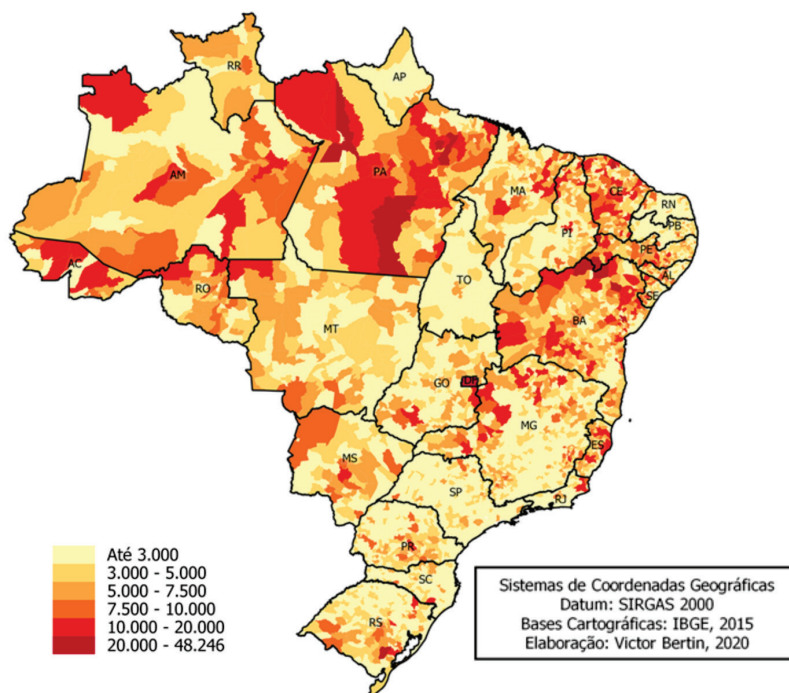 RR
AP
AM
PA
MA
CE
RN
PB
PI
PE
AL
SE
AC
RO
TO
BA
MT
GO
DF
MG
ES
MS
SP
RJ
PR
SC
RS
Até 3.000
3.000 - 5.000
5.000 - 7.500
7.500 - 10.000
10.000 - 20.000
20.000 - 48.246
Sistemas de Coordenadas Geográficas
Datum: SIRGAS 2000
Bases Cartográficas: IBGE, 2015
Elaboração: Victor Bertin, 2020